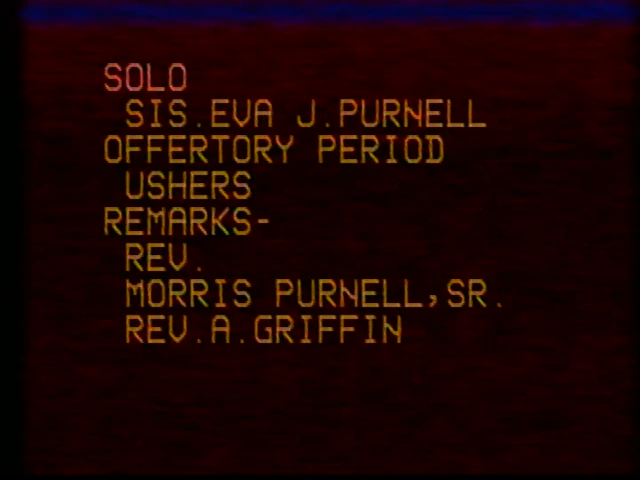 SOLO
SIS.EVA J.PURNELL
OFFERTORY PERIOD
USHERS
REMARKS-
REV.
MORRIS PURNELL,SR.
REV.A.GRIFFIN